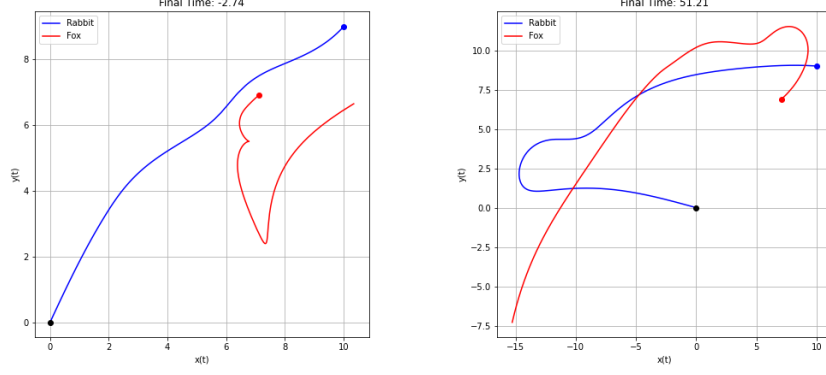 Final Time: -2.74
Rabbit
Fox
8
6
4
2
0
y(t)
0
2
4
6
8
10
x(t)
Final Time: 51.21
Rabbit
Fox
10.0
7.5
5.0
2.5
0.0
−2.5
−5.0
−7.5
y(t)
−15
−10
−5
0
5
10
x(t)